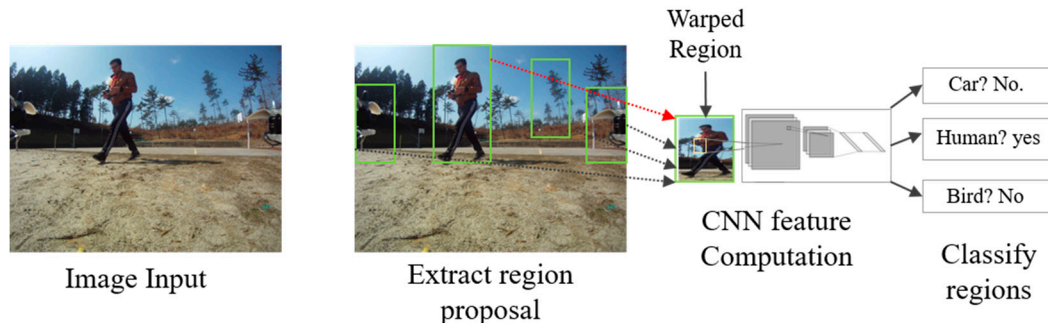 Warped
Region
Car? No.
Human? yes
Bird? No
Image Input
Extract region
proposal
CNN feature
Computation
Classify
regions